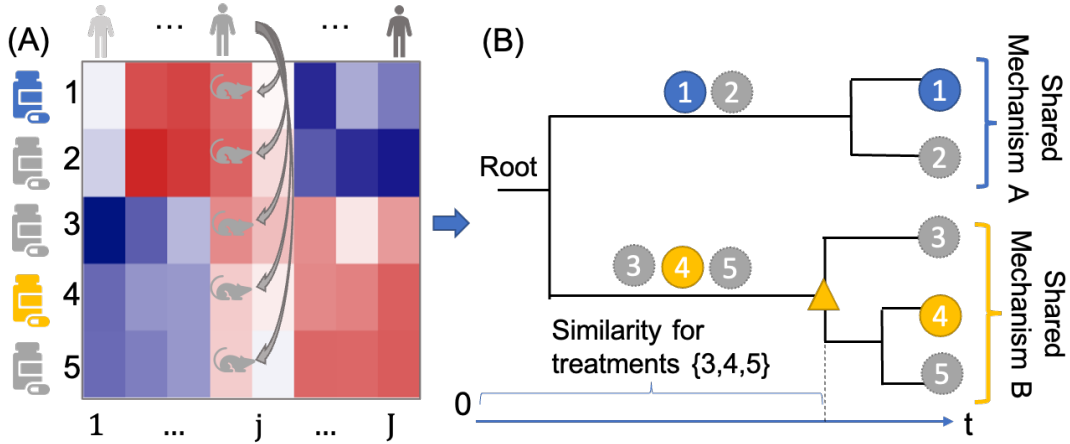 (A)
... ...
1
2
3
4
5
1 ... j ... J
(B)
Root
1 2
1
2
Shared
Mechanism A
3 4 5
3
4
5
Shared
Mechanism B
Similarity for
treatments {3,4,5}
0
t